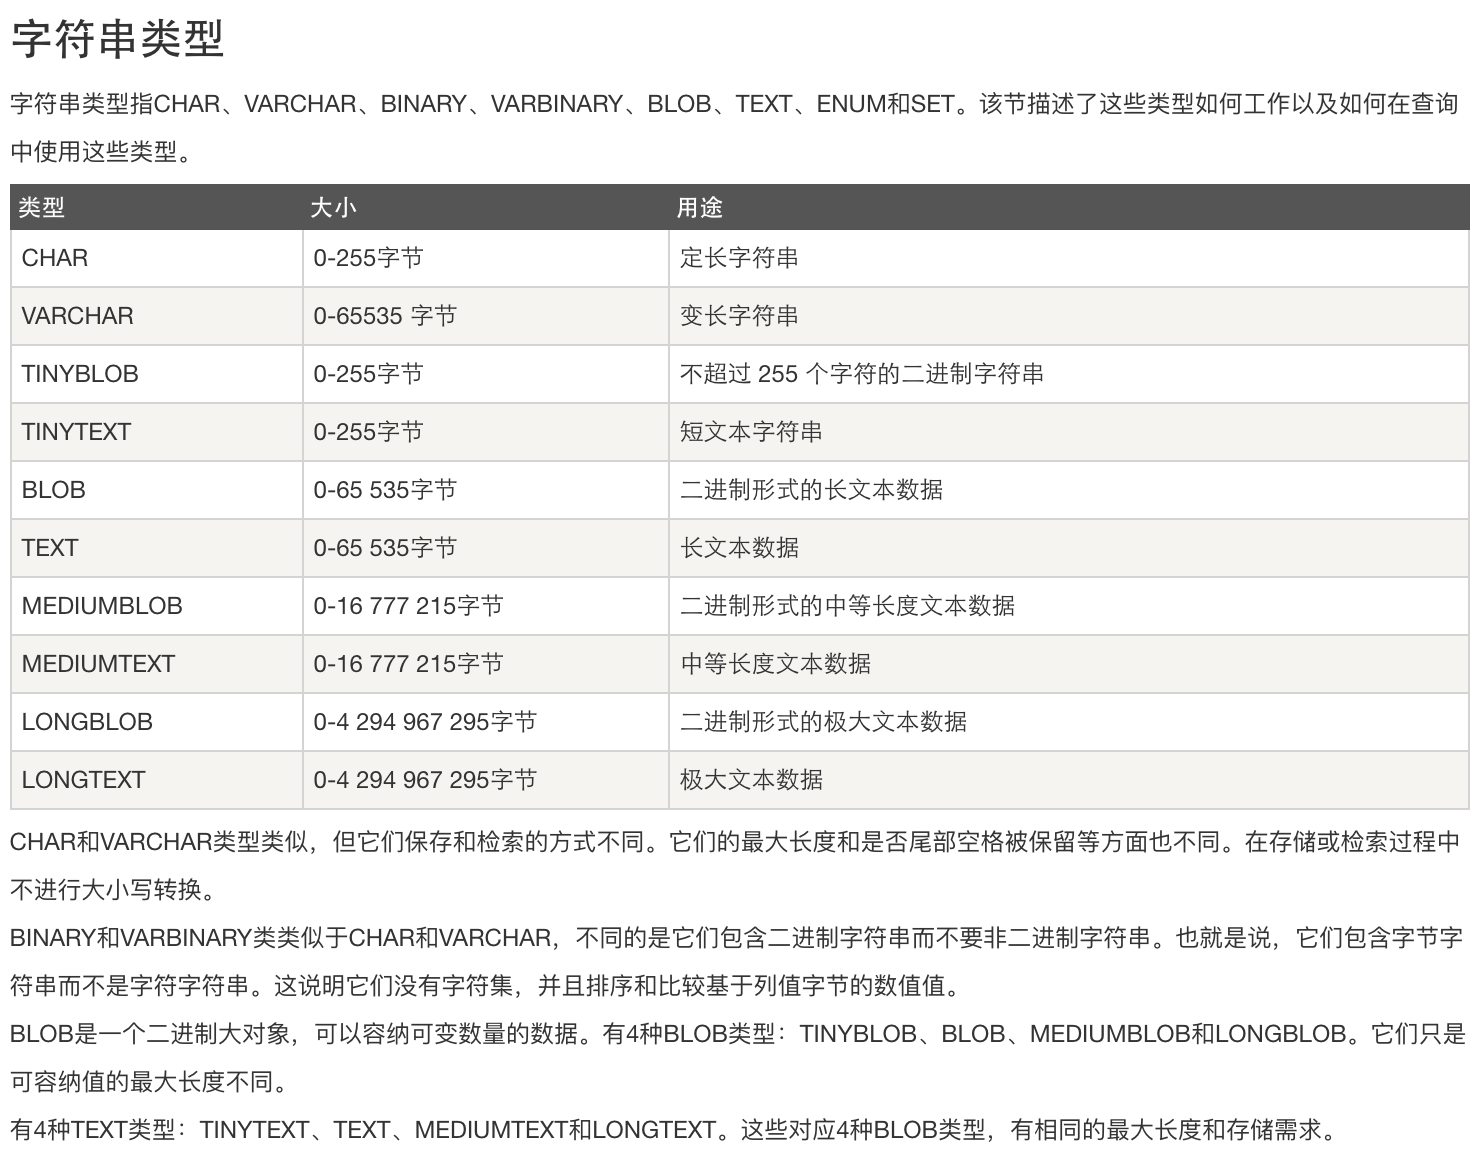 字符串类型
字符串类型指CHAR、VARCHAR、BINARY、VARBINARY、BLOB、TEXT、ENUM和SET。该节描述了这些类型如何工作以及如何在查询
中使用这些类型。
类型 大小 用途
CHAR 0-255字节 定长字符串
VARCHAR 0-65535 字节 变长字符串
TINYBLOB 0-255字节 不超过 255 个字符的二进制字符串
TINYTEXT 0-255字节 短文本字符串
BLOB 0-65 535字节 二进制形式的长文本数据
TEXT 0-65 535字节 长文本数据
MEDIUMBLOB 0-16 777 215字节 二进制形式的中等长度文本数据
MEDIUMTEXT 0-16 777 215字节 中等长度文本数据
LONGBLOB 0-4 294 967 295字节 二进制形式的极大文本数据
LONGTEXT 0-4 294 967 295字节 极大文本数据
CHAR和VARCHAR类型类似，但它们保存和检索的方式不同。它们的最大长度和是否尾部空格被保留等方面也不同。在存储或检索过程中
不进行大小写转换。
BINARY和VARBINARY类类似于CHAR和VARCHAR，不同的是它们包含二进制字符串而不要非二进制字符串。也就是说，它们包含字节字
符串而不是字符字符串。这说明它们没有字符集，并且排序和比较基于列值字节的数值值。
BLOB是一个二进制大对象，可以容纳可变数量的数据。有4种BLOB类型：TINYBLOB、BLOB、MEDIUMBLOB和LONGBLOB。它们只是
可容纳值的最大长度不同。
有4种TEXT类型：TINYTEXT、TEXT、MEDIUMTEXT和LONGTEXT。这些对应4种BLOB类型，有相同的最大长度和存储需求。